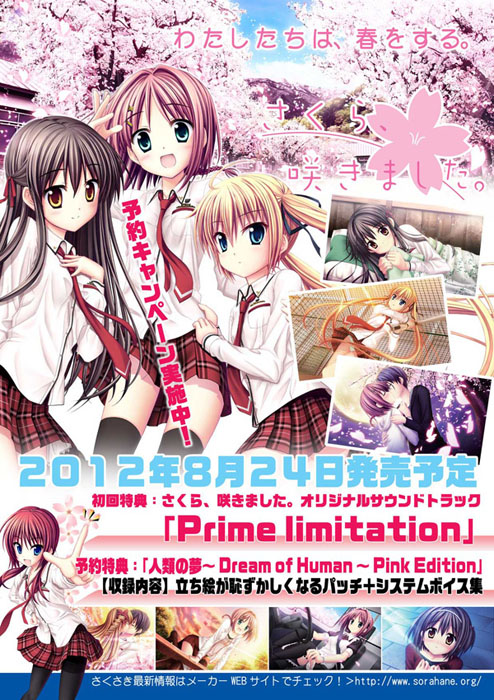 わたしたちは、春をする。
さくら、
咲きました。
予約キャンペーン実施中！
2012年8月24日発売予定
初回特典：さくら、咲きました。オリジナルサウンドトラック
「Prime limitation」
予約特典：「人類の夢～ Dream of Human ～ Pink Edition」
【収録内容】立ち絵が恥ずかしくなるパッチ＋システムボイス集
さくさき最新情報はメーカーWEBサイトでチェック！＞http://www.sorahane.org/